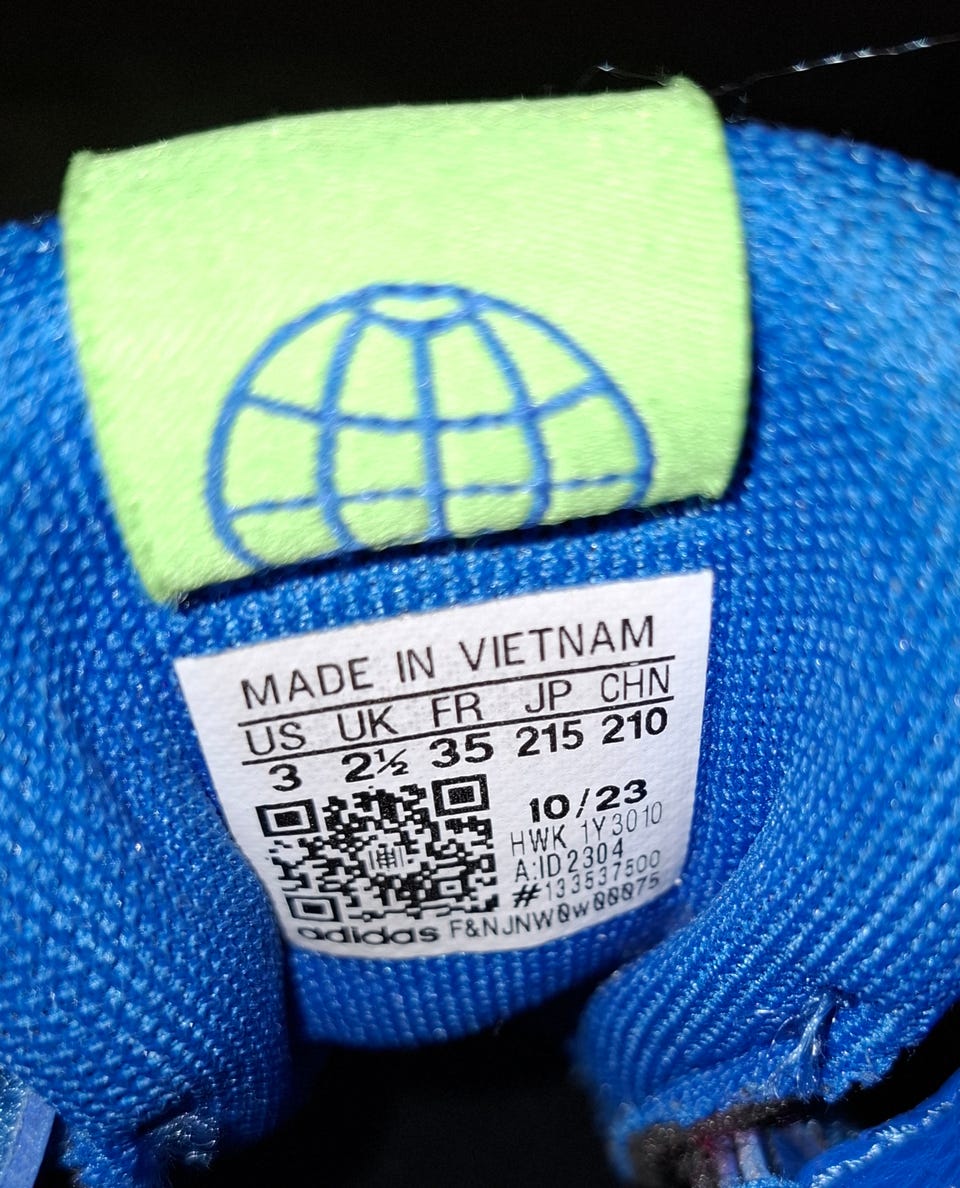 MADE IN VIETNAM
US UK FR JP CHN
3 2½ 35 215 210
10/23
HWK 1Y3010
A:ID2304
#133537500
adidas F&NJNW0w00075